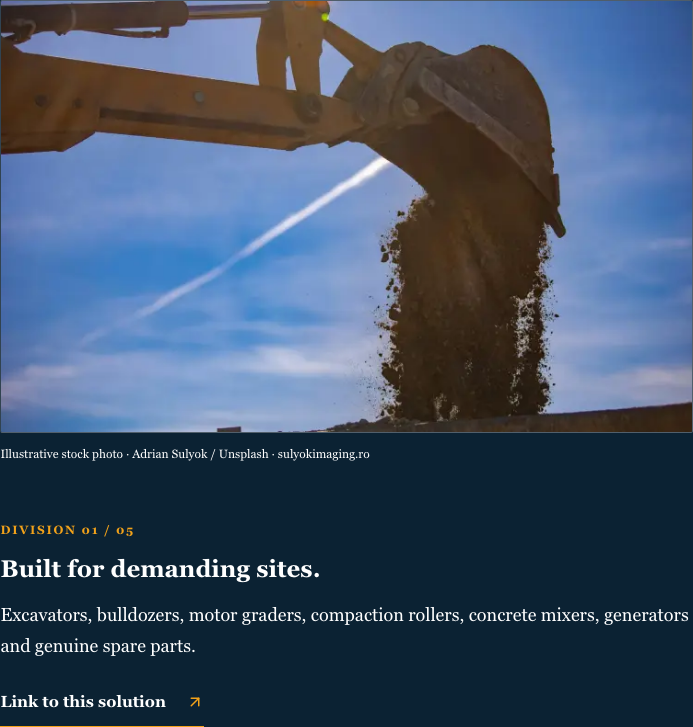 Illustrative stock photo · Adrian Sulyok / Unsplash · sulyokimaging.ro
DIVISION 01 / 05
Built for demanding sites.
Excavators, bulldozers, motor graders, compaction rollers, concrete mixers, generators
and genuine spare parts.
Link to this solution